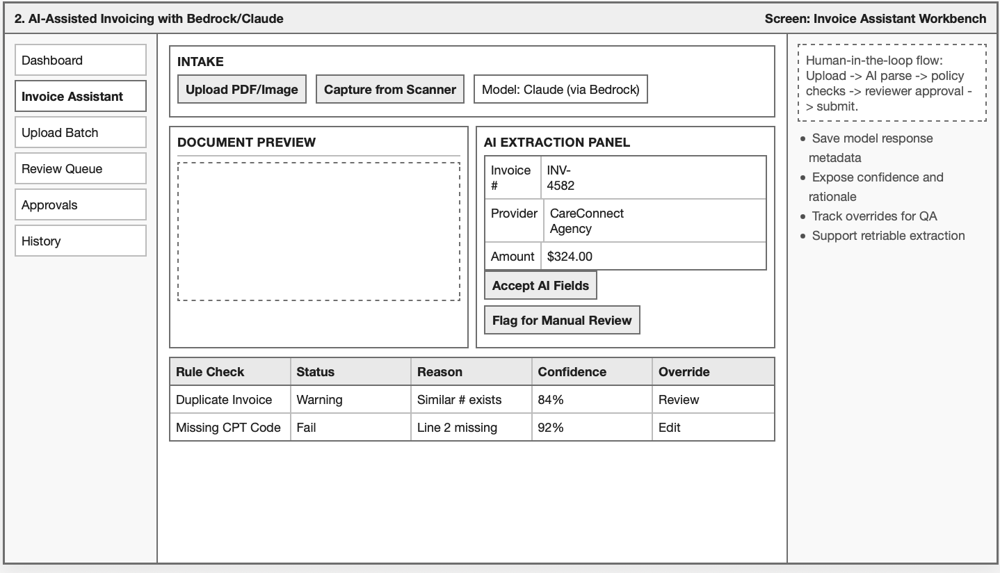 2. AI-Assisted Invoicing with Bedrock/Claude
Screen: Invoice Assistant Workbench
Dashboard
Invoice Assistant
Upload Batch
Review Queue
Approvals
History
INTAKE
Upload PDF/Image
Capture from Scanner
Model: Claude (via Bedrock)
DOCUMENT PREVIEW
AI EXTRACTION PANEL
Invoice
#
INV-
4582
Provider
CareConnect
Agency
Amount
$324.00
Accept AI Fields
Flag for Manual Review
Rule Check Status Reason Confidence Override
Duplicate Invoice Warning Similar # exists 84% Review
Missing CPT Code Fail Line 2 missing 92% Edit
Human-in-the-loop flow:
Upload -> AI parse -> policy
checks -> reviewer approval -
> submit.
• Save model response
metadata
• Expose confidence and
rationale
• Track overrides for QA
• Support retriable extraction